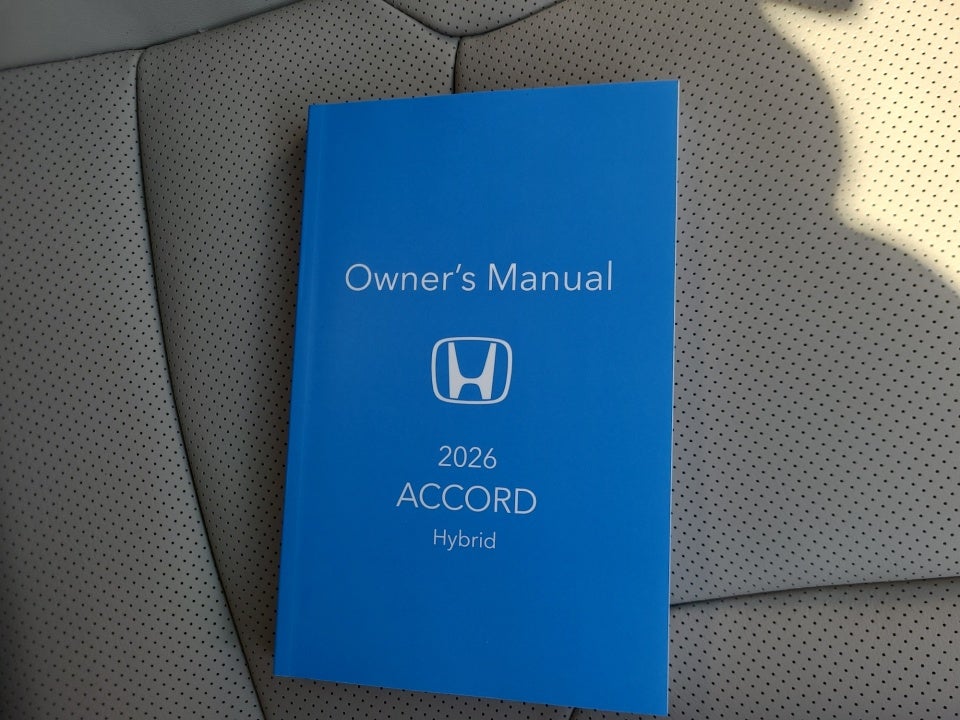 Owner's Manual
2026
ACCORD
Hybrid